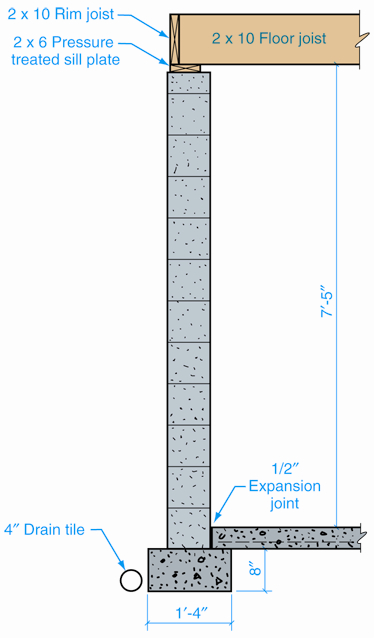 2 x 10 Rim joist
2 x 6 Pressure
treated sill plate
2 x 10 Floor joist
7′-5″
1/2″
Expansion
joint
4″ Drain tile
8″
1′-4″